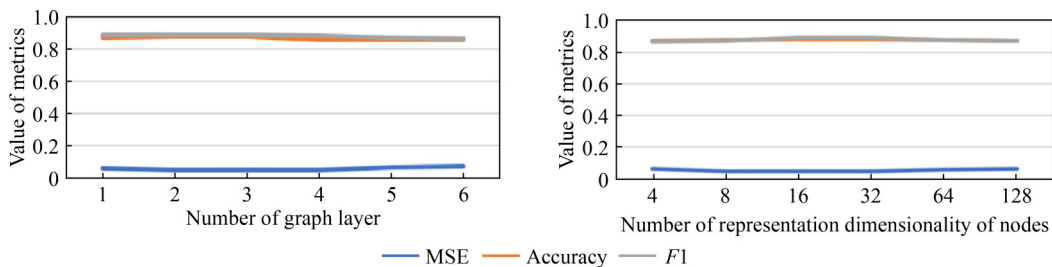 Value of metrics
1.0
0.8
0.6
0.4
0.2
0
1 2 3 4 5 6
Number of graph layer
Value of metrics
1.0
0.8
0.6
0.4
0.2
0
4 8 16 32 64 128
Number of representation dimensionality of nodes
MSE Accuracy F1